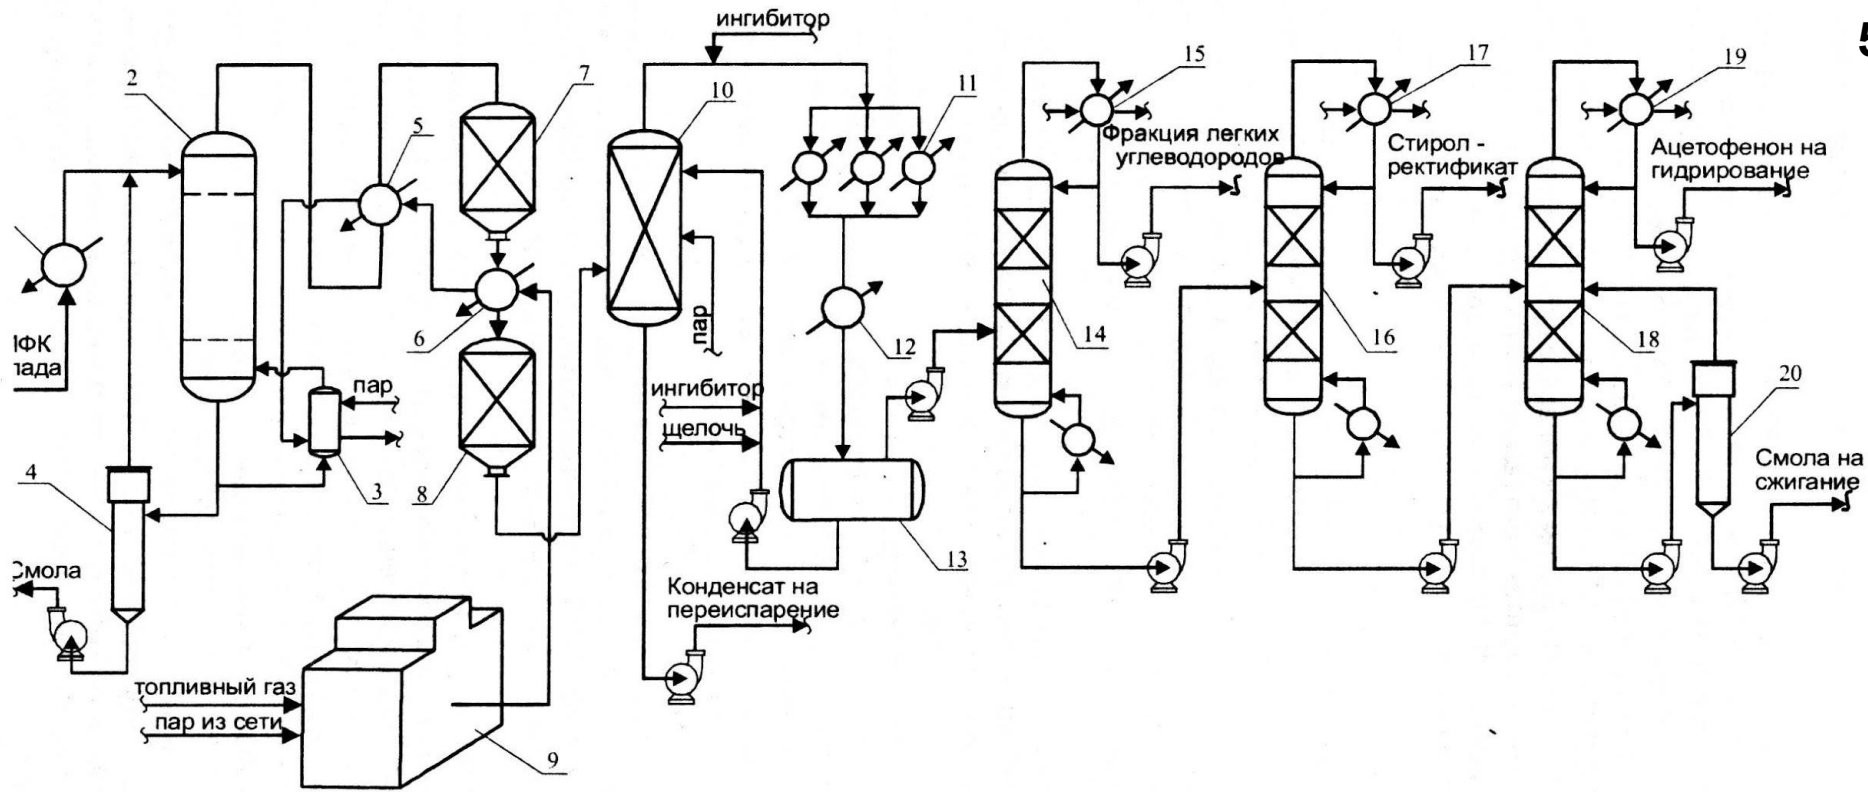 5
ингибитор
2
7
10
11
15
17
19
5
Фракция легких
углеводородов
Стирол -
ректификат
Ацетофенон на
гидрирование
6
пар
12
14
16
18
20
пар
ингибитор
щелочь
4
3
8
13
Смола на
сжигание
Смола
Конденсат на
переиспарение
топливный газ
пар из сети
9